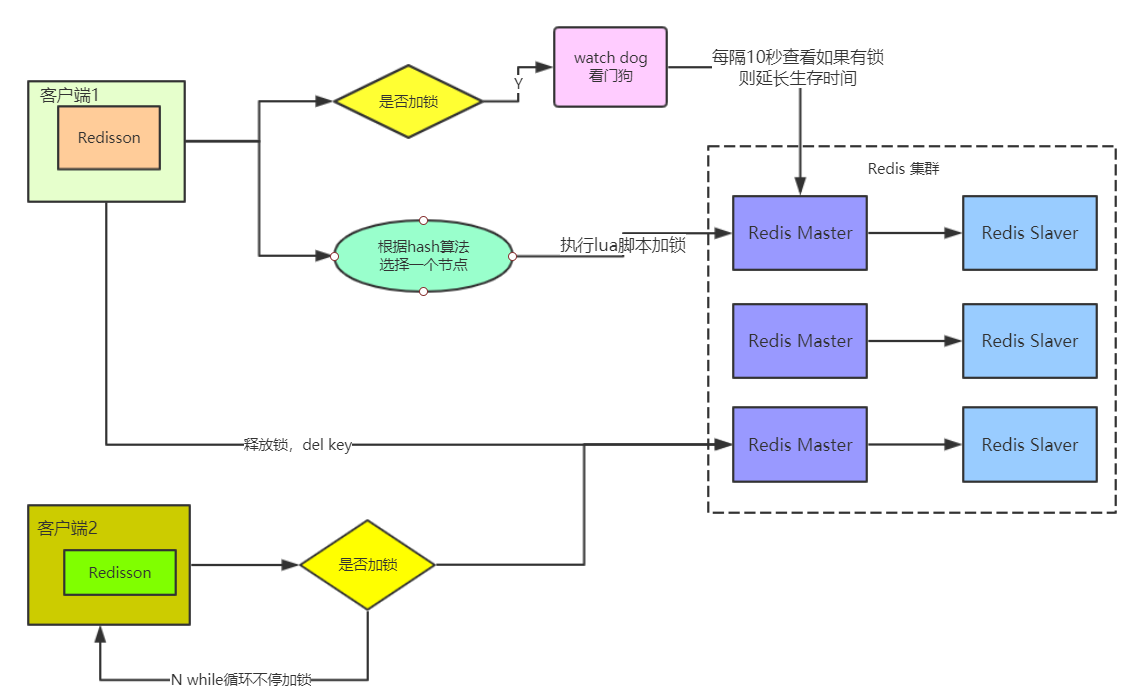 客户端1
Redisson
是否加锁
Y
watch dog
看门狗
每隔10秒查看如果有锁
则延长生存时间
根据hash算法
选择一个节点
执行lua脚本加锁
Redis 集群
Redis Master
Redis Slaver
Redis Master
Redis Slaver
Redis Master
Redis Slaver
释放锁，del key
客户端2
Redisson
是否加锁
N while循环不停加锁